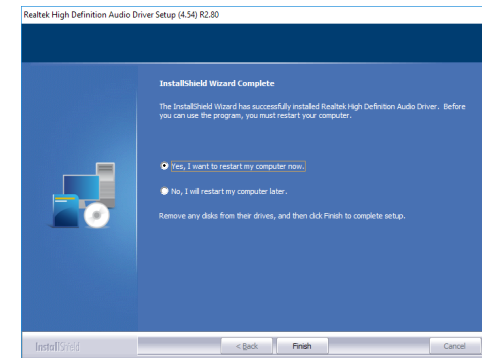 Realtek High Definition Audio Driver Setup (4.54) R2.80
InstallShield Wizard Complete
The InstallShield Wizard has successfully installed Realtek High Definition Audio Driver. Before
you can use the program, you must restart your computer.
Yes, I want to restart my computer now.
No, I will restart my computer later.
Remove any disks from their drives, and then click Finish to complete setup.
InstallShield
< Back
Finish
Cancel